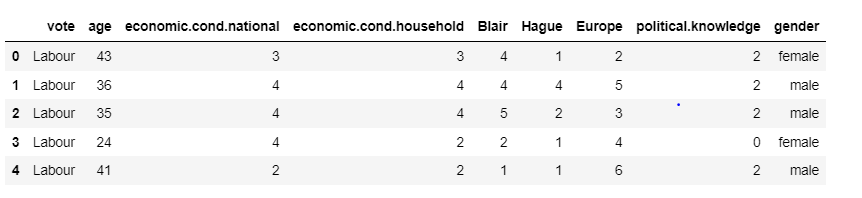 vote age economic.cond.national economic.cond.household Blair Hague Europe political.knowledge gender
0 Labour 43 3 3 4 1 2 2 female
1 Labour 36 4 4 4 4 5 2 male
2 Labour 35 4 4 5 2 3 2 male
3 Labour 24 4 2 2 1 4 0 female
4 Labour 41 2 2 1 1 6 2 male